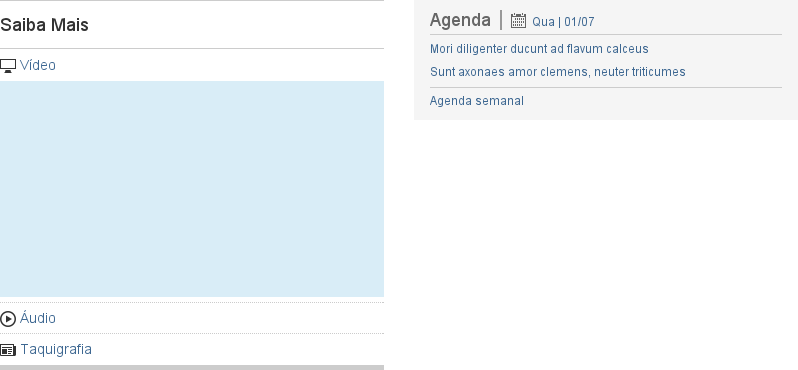 Saiba Mais
Vídeo
Áudio
Taquigrafia
Agenda | Qua | 01/07
Mori diligenter ducunt ad flavum calceus
Sunt axonaes amor clemens, neuter triticumes
Agenda semanal